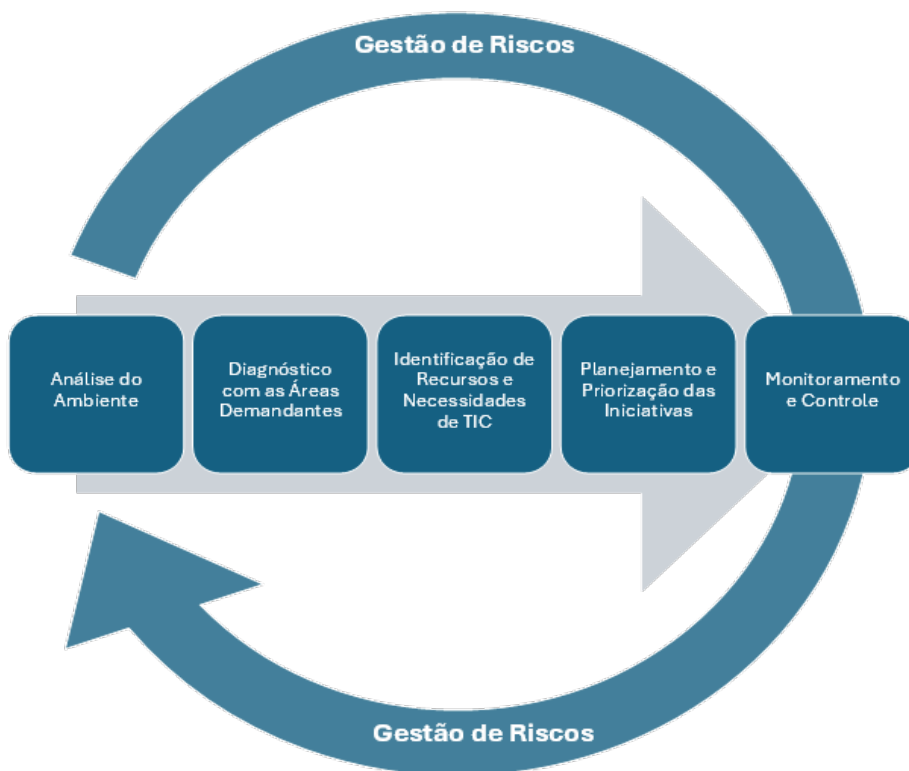 Gestão de Riscos
Análise do
Ambiente
Diagnóstico
com as Áreas
Demandantes
Identificação de
Recursos e
Necessidades
de TIC
Planejamento e
Priorização das
Iniciativas
Monitoramento
e Controle
Gestão de Riscos